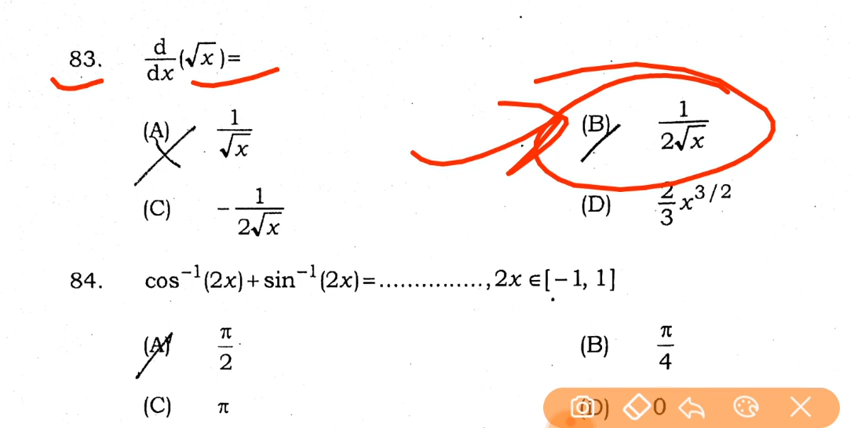 83. d/dx(√x)=
(A) 1/√x (B) 1/2√x
(C) -1/2√x (D) 2/3 x^3/2
84. cos⁻¹(2x)+sin⁻¹(2x)=..............., 2x ∈[-1, 1]
(A) π/2 (B) π/4
(C) π (D) 0